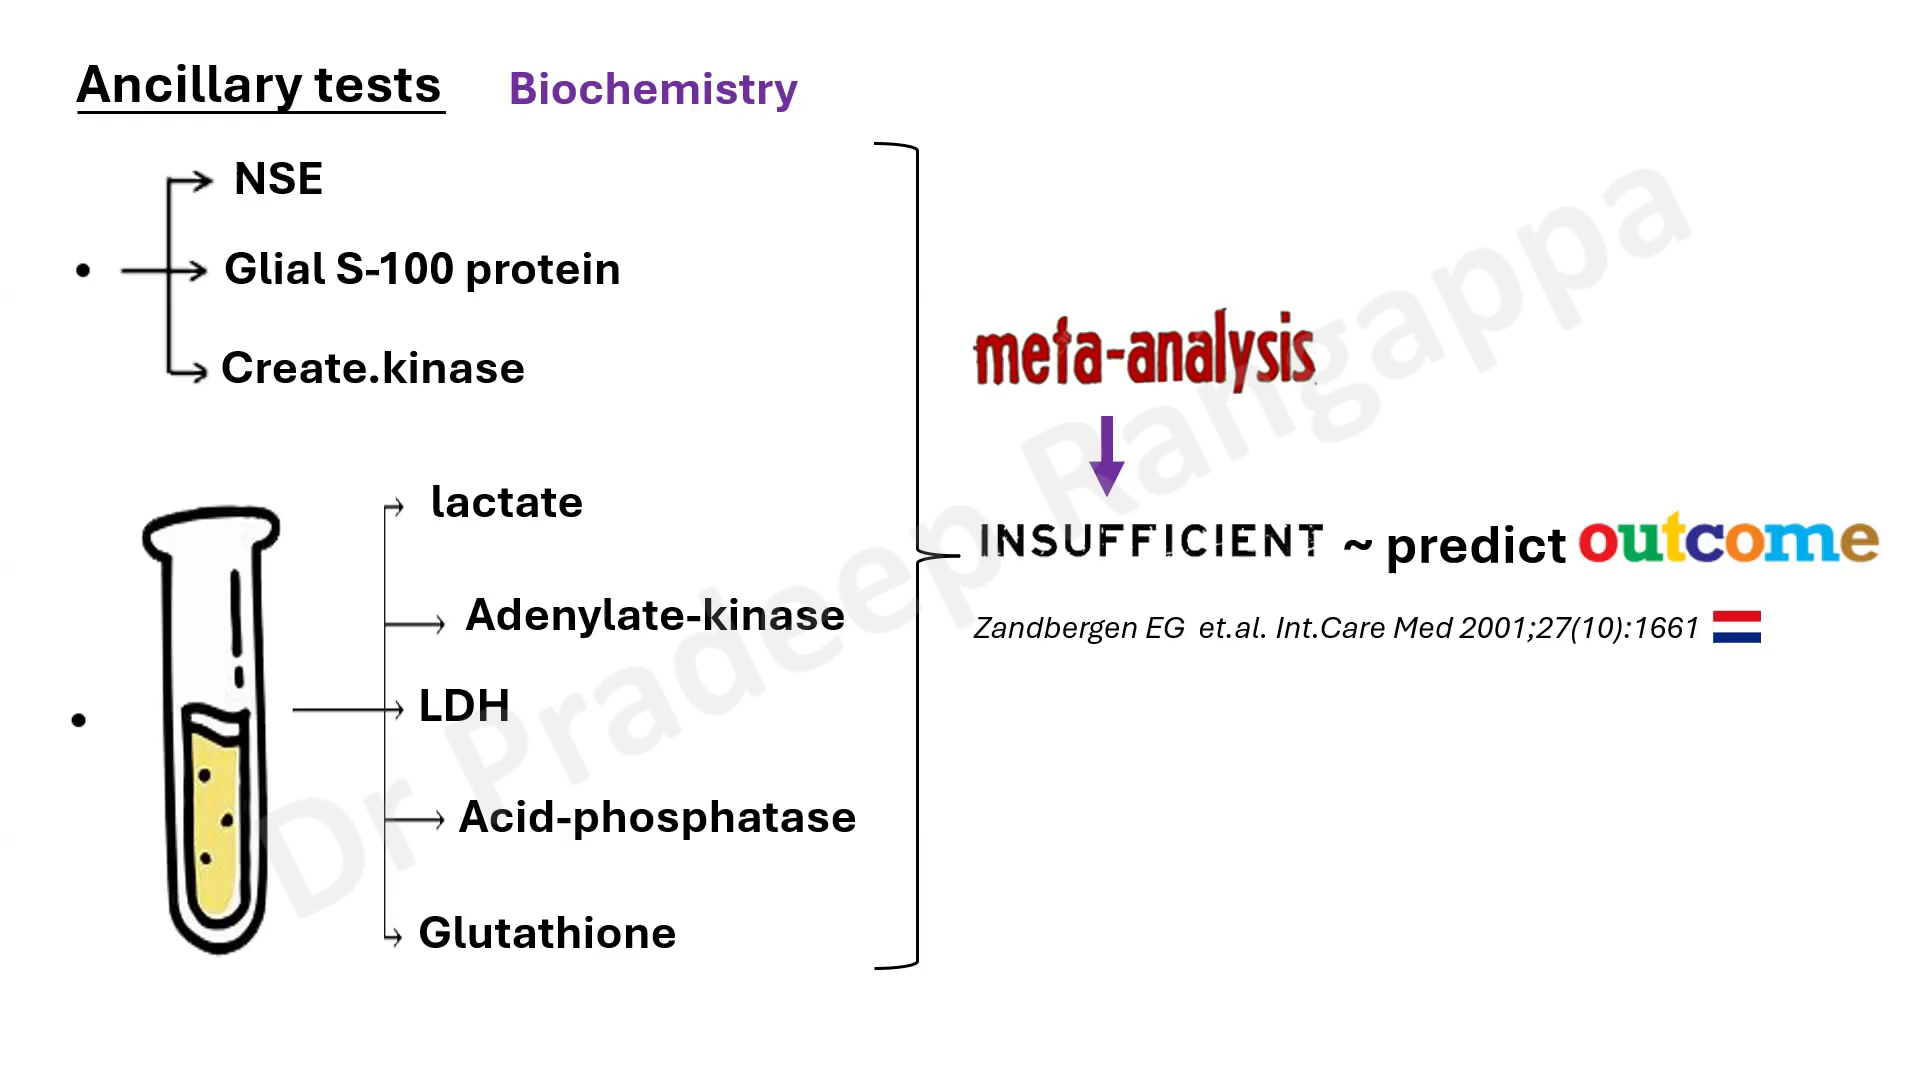 Ancillary tests
Biochemistry
NSE
Glial S-100 protein
Create.kinase
lactate
Adenylate-kinase
LDH
Acid-phosphatase
Glutathione
meta-analysis
INSUFFICIENT ~ predict outcome
Zandbergen EG et.al. Int.Care Med 2001;27(10):1661
Dr Pradeep Rangappa